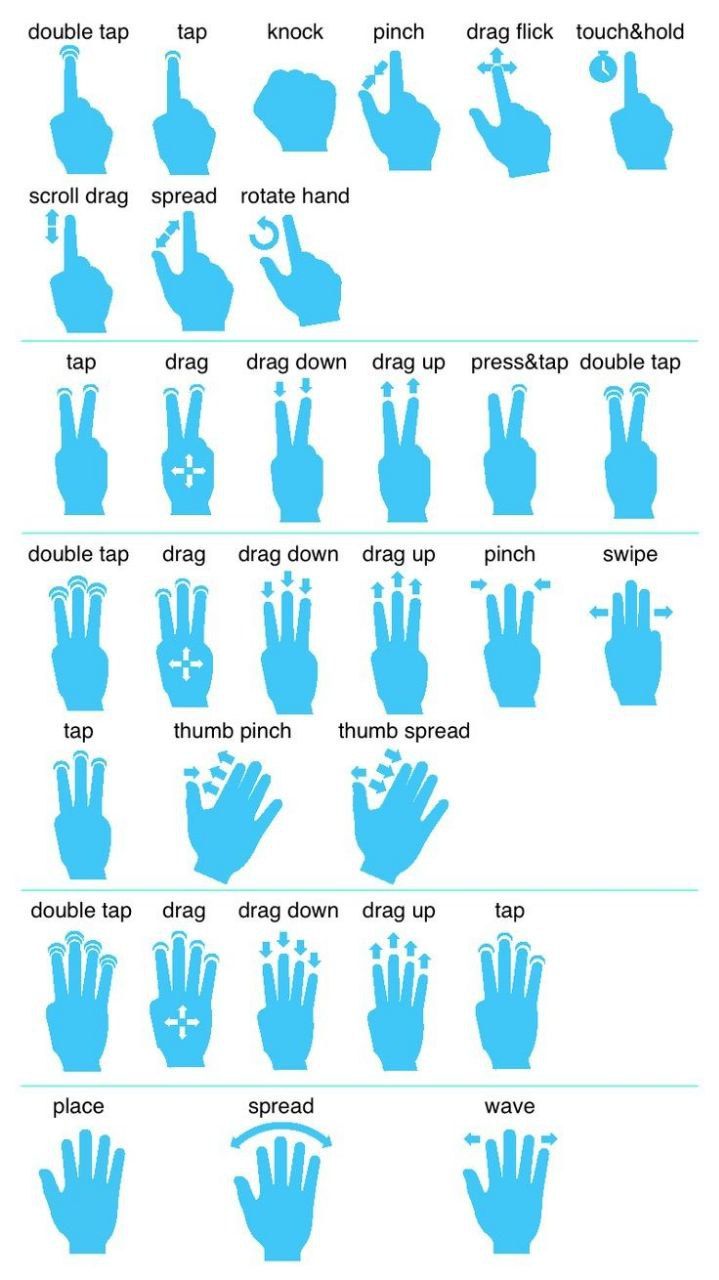 double tap tap knock pinch drag flick touch&hold
scroll drag spread rotate hand
tap drag drag down drag up press&tap double tap
double tap drag drag down drag up pinch swipe
tap thumb pinch thumb spread
double tap drag drag down drag up tap
place spread wave